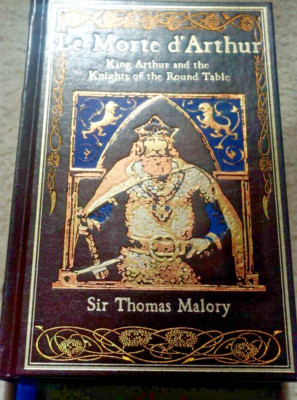 Le Morte d'Arthur
King Arthur and the
Knights of the Round Table
Sir Thomas Malory